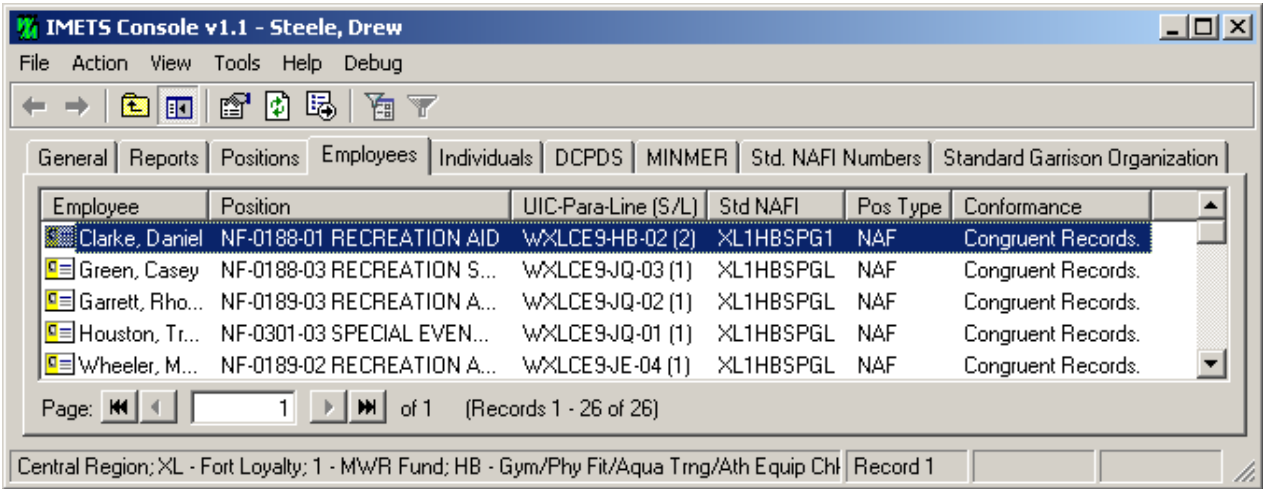 IMETS Console v1.1 - Steele, Drew
File Action View Tools Help Debug
General Reports Positions Employees Individuals DCPDS MINMER Std. NAFI Numbers Standard Garrison Organization
Employee Position UIC-Para-Line (S/L) Std NAFI Pos Type Conformance
Clarke, Daniel NF-0188-01 RECREATION AID WXLCE9-HB-02 (2) XL1HBSPG1 NAF Congruent Records.
Green, Casey NF-0188-03 RECREATION S... WXLCE9-JQ-03 (1) XL1HBSPGL NAF Congruent Records.
Garrett, Rho... NF-0189-03 RECREATION A... WXLCE9-JQ-02 (1) XL1HBSPGL NAF Congruent Records.
Houston, Tr... NF-0301-03 SPECIAL EVEN... WXLCE9-JQ-01 (1) XL1HBSPGL NAF Congruent Records.
Wheeler, M... NF-0189-02 RECREATION A... WXLCE9-JE-04 (1) XL1HBSPGL NAF Congruent Records.
Page: 1 of 1 (Records 1 - 26 of 26)
Central Region; XL - Fort Loyalty; 1 - MWR Fund; HB - Gym/Phy Fit/Aqua Trng/Ath Equip Chk Record 1